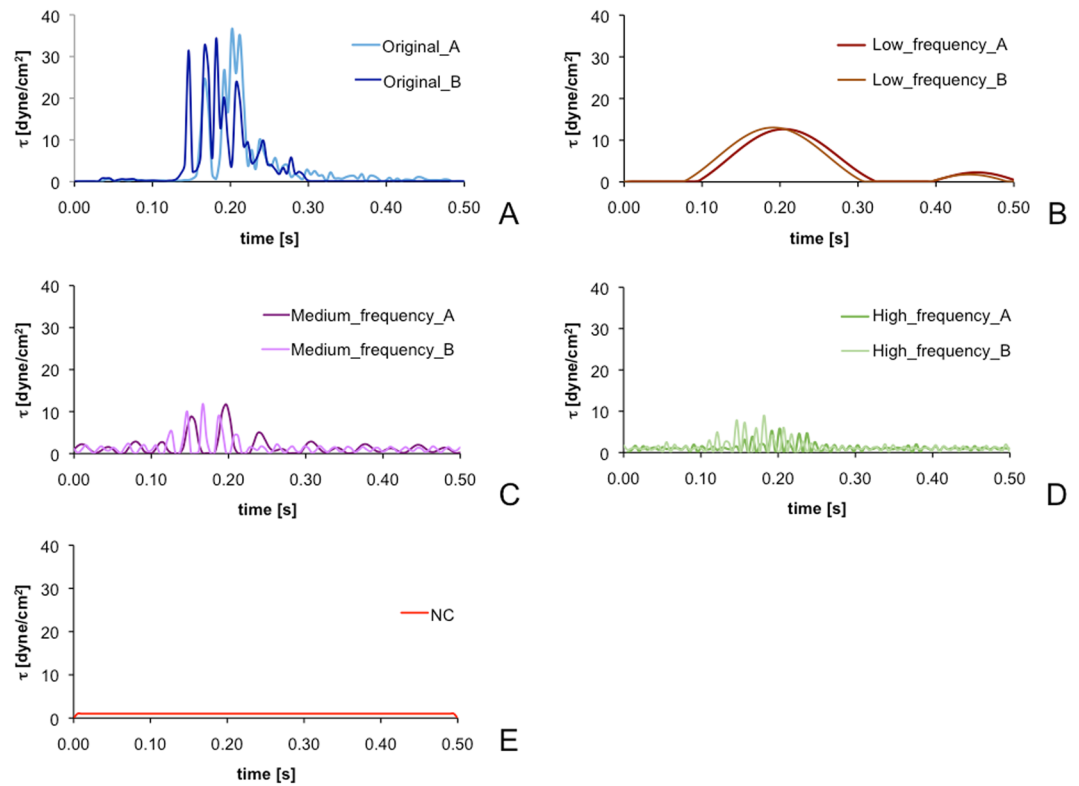 40
30
20
10
0
τ [dyne/cm²]
Original_A
Original_B
0.00 0.10 0.20 0.30 0.40 0.50
time [s]
A
40
30
20
10
0
τ [dyne/cm²]
Low_frequency_A
Low_frequency_B
0.00 0.10 0.20 0.30 0.40 0.50
time [s]
B
40
30
20
10
0
τ [dyne/cm²]
Medium_frequency_A
Medium_frequency_B
0.00 0.10 0.20 0.30 0.40 0.50
time [s]
C
40
30
20
10
0
τ [dyne/cm²]
High_frequency_A
High_frequency_B
0.00 0.10 0.20 0.30 0.40 0.50
time [s]
D
40
30
20
10
0
τ [dyne/cm²]
NC
0.00 0.10 0.20 0.30 0.40 0.50
time [s]
E